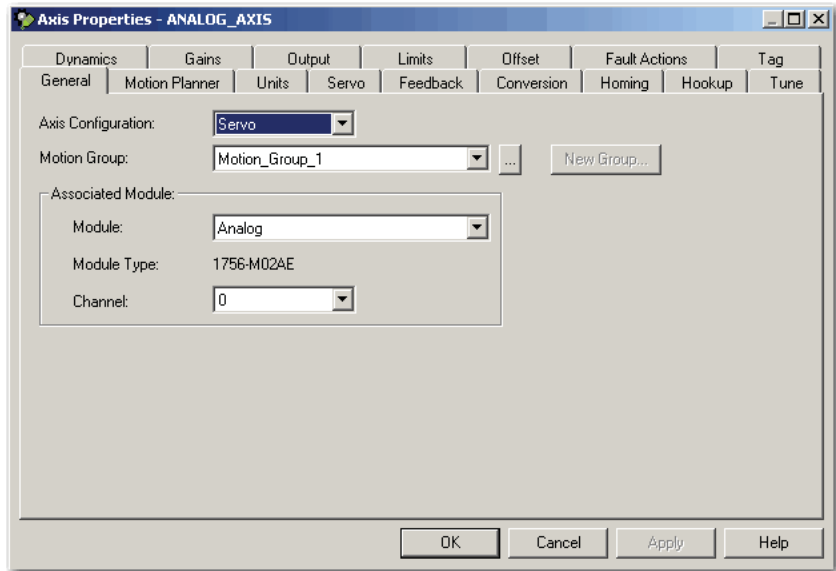 Axis Properties - ANALOG_AXIS
Dynamics Gains Output Limits Offset Fault Actions Tag
General Motion Planner Units Servo Feedback Conversion Homing Hookup Tune
Axis Configuration: Servo
Motion Group: Motion_Group_1 ... New Group...
Associated Module:
Module: Analog
Module Type: 1756-M02AE
Channel: 0
OK Cancel Apply Help